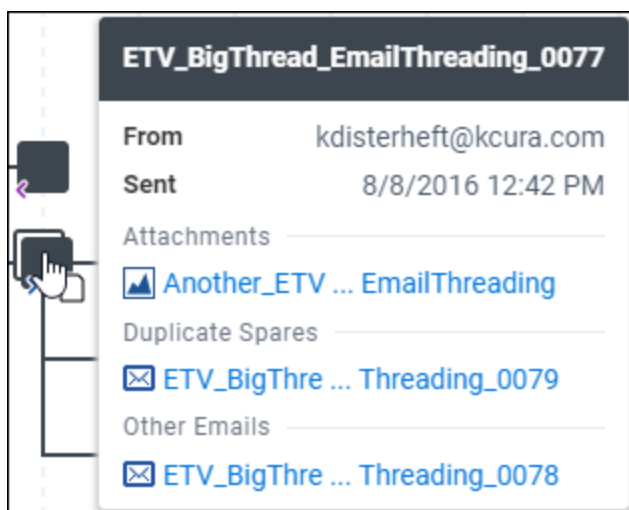 ETV_BigThread_EmailThreading_0077
From kdisterheft@kcura.com
Sent 8/8/2016 12:42 PM
Attachments
Another_ETV ... EmailThreading
Duplicate Spares
ETV_BigThre ... Threading_0079
Other Emails
ETV_BigThre ... Threading_0078